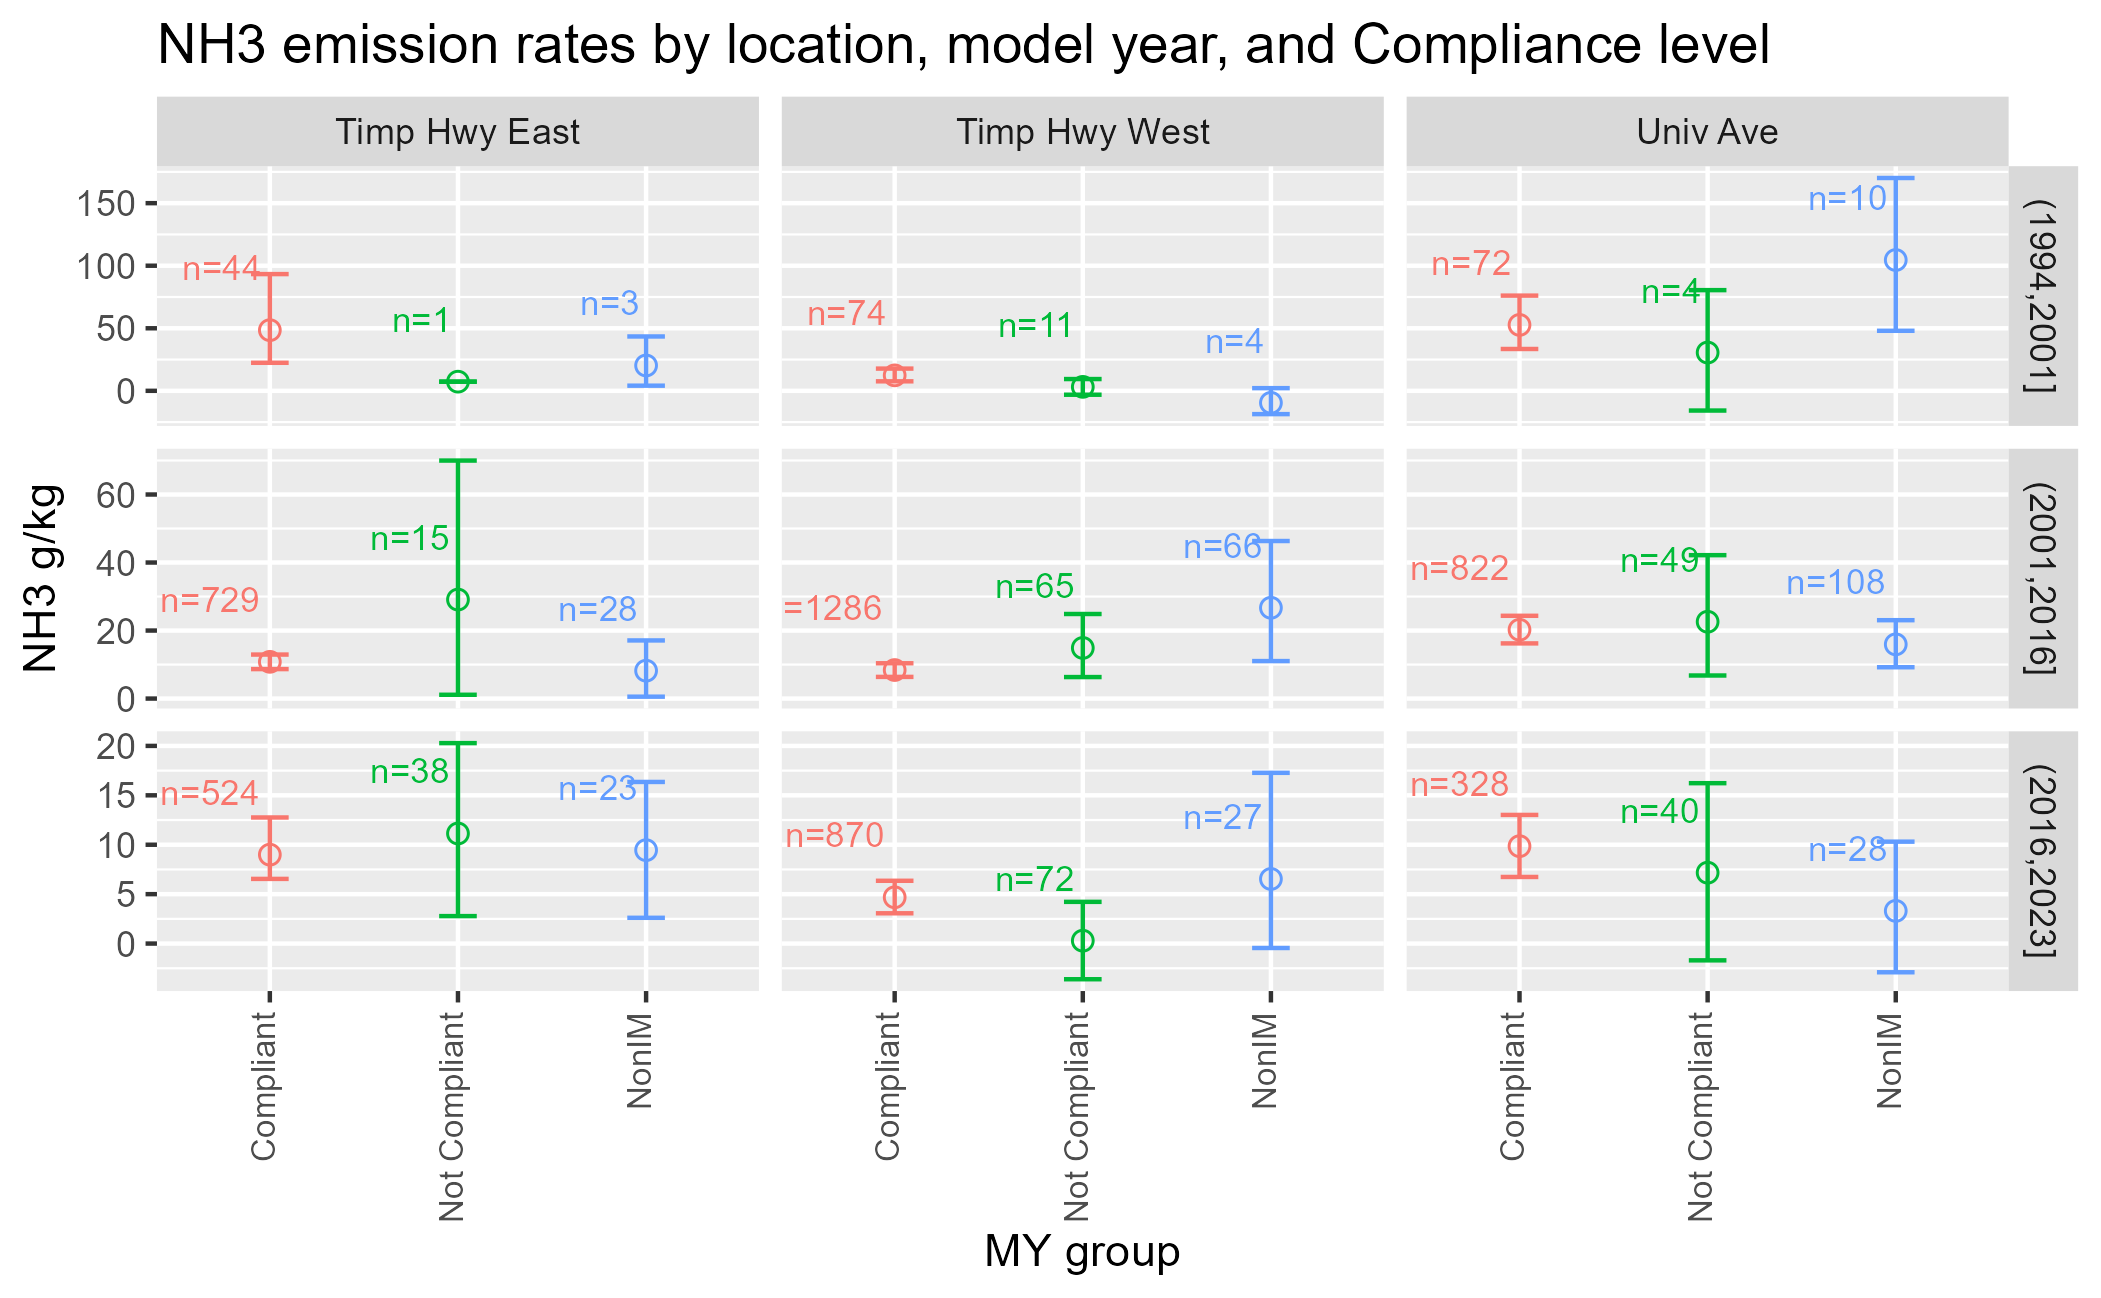 NH3 emission rates by location, model year, and Compliance level
Timp Hwy East
Timp Hwy West
Univ Ave
NH3 g/kg
150
100
50
0
n=44
n=1
n=3
n=74
n=11
n=4
n=72
n=4
n=10
(1994,2001]
60
40
20
0
n=729
n=15
n=28
=1286
n=65
n=66
n=822
n=49
n=108
(2001,2016]
20
15
10
5
0
n=524
n=38
n=23
n=870
n=72
n=27
n=328
n=40
n=28
(2016,2023]
Compliant
Not Compliant
NonIM
Compliant
Not Compliant
NonIM
Compliant
Not Compliant
NonIM
MY group